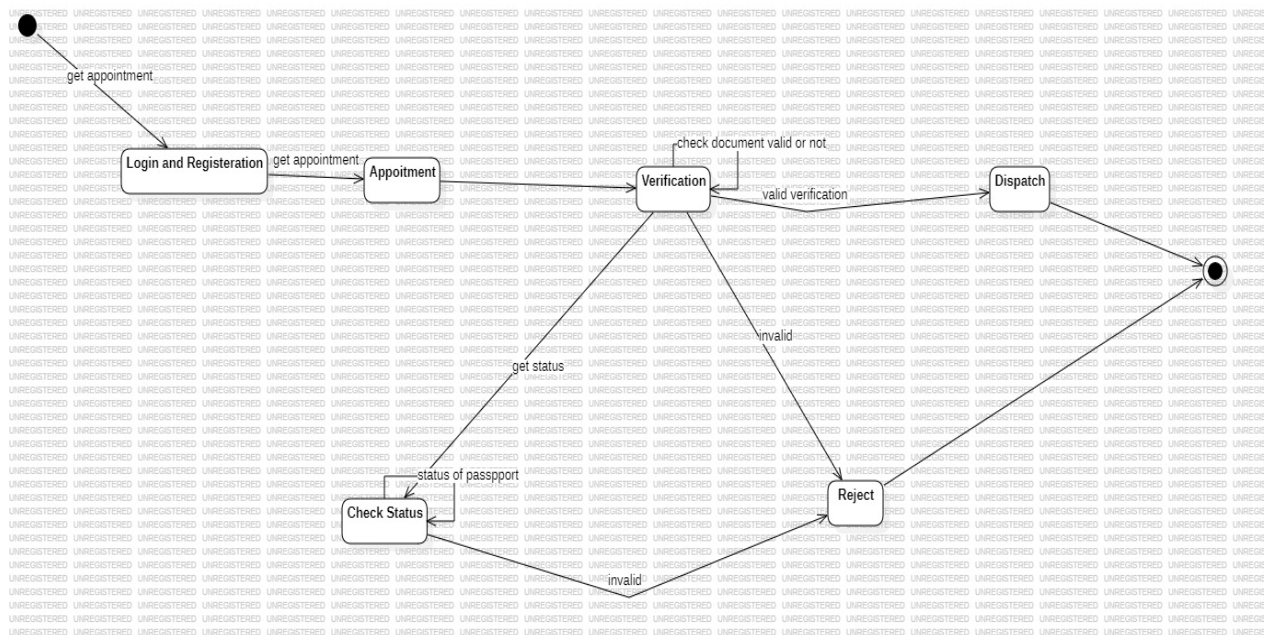 get appointment
Login and Registeration
get appointment
Appoitment
check document valid or not
Verification
valid verification
Dispatch
invalid
get status
status of passpport
Check Status
Reject
invalid
UNREGISTERED